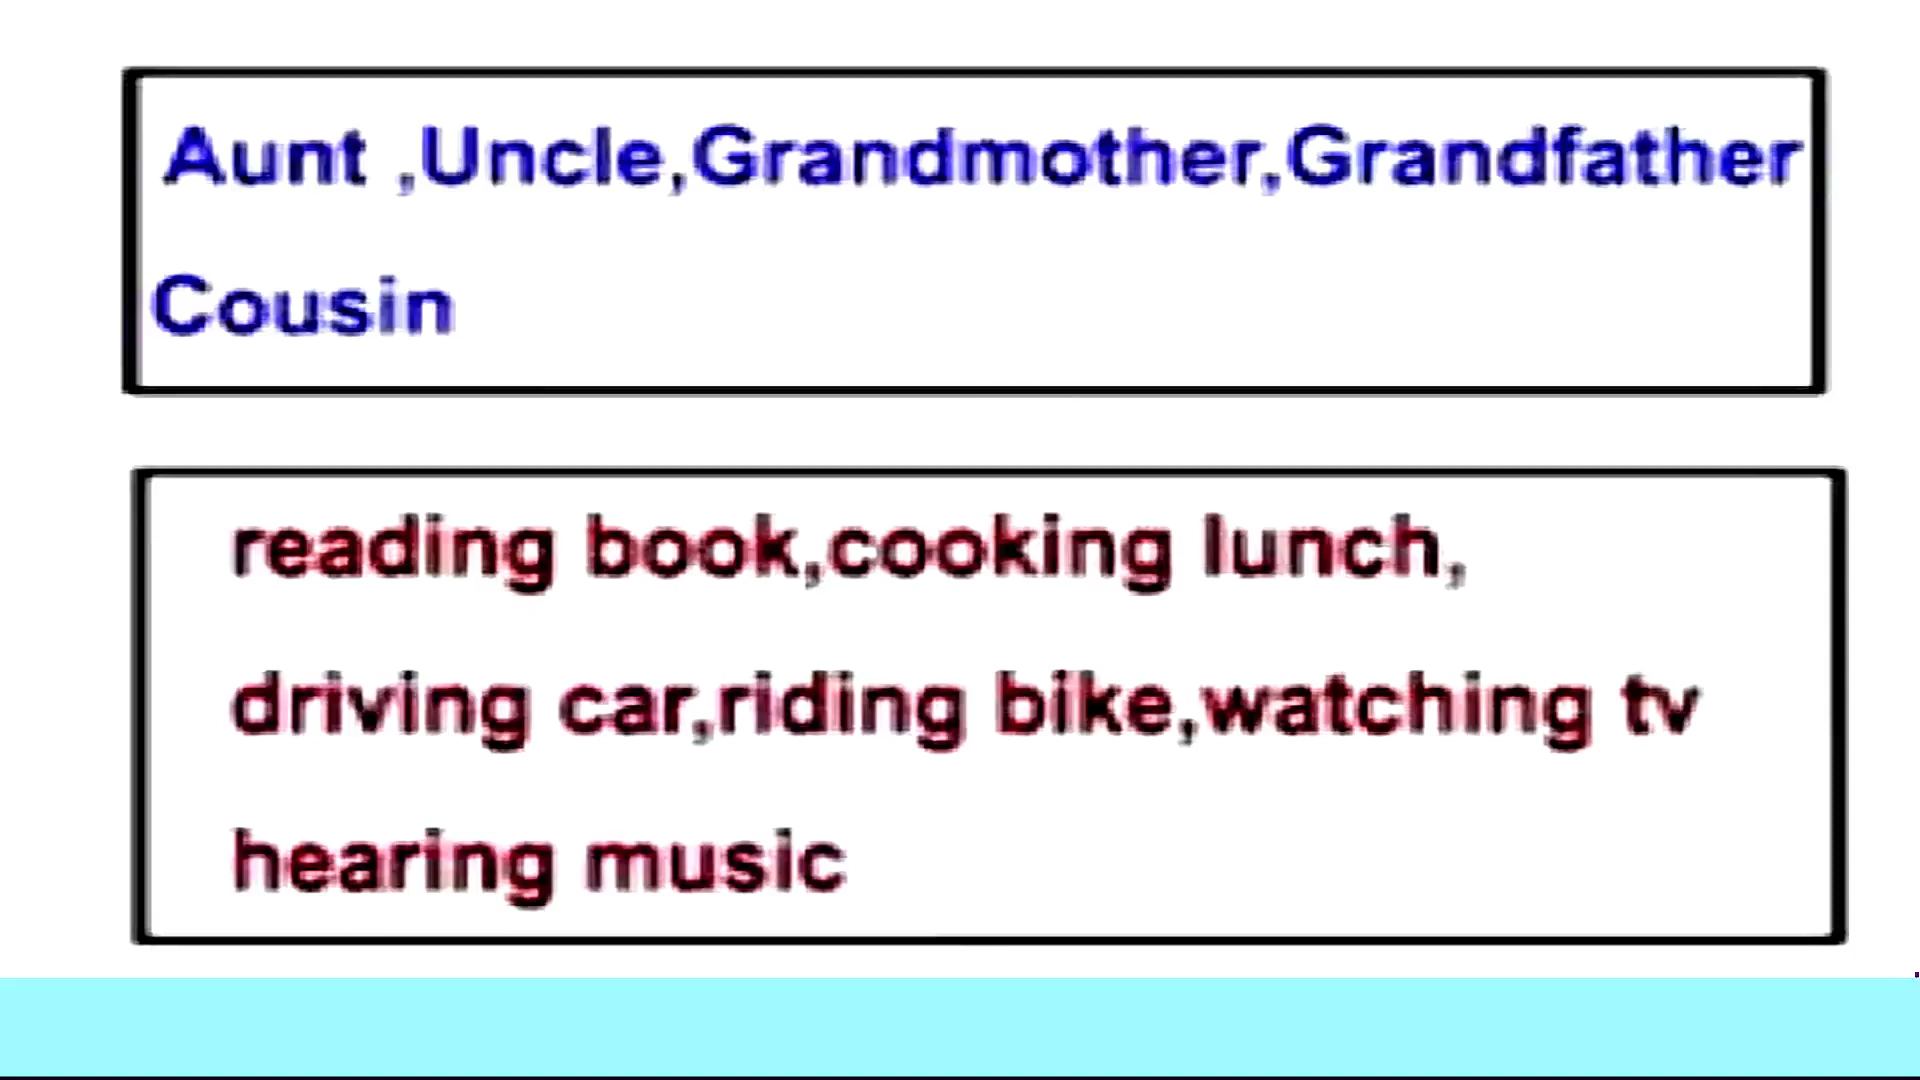 Aunt ,Uncle,Grandmother,Grandfather
Cousin
reading book,cooking lunch,
driving car,riding bike,watching tv
hearing music